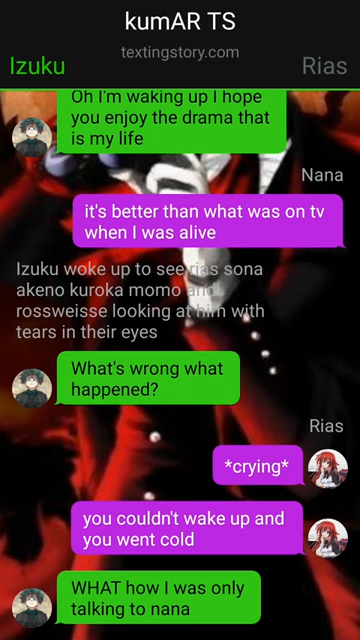 kumAR TS
textingstory.com
Izuku
Rias
Oh I'm waking up I hope
you enjoy the drama that
is my life
Nana
it's better than what was on tv
when I was alive
Izuku woke up to see rias sona
akeno kuroka momo and
rossweisse looking at him with
tears in their eyes
What's wrong what
happened?
Rias
*crying*
you couldn't wake up and
you went cold
WHAT how I was only
talking to nana